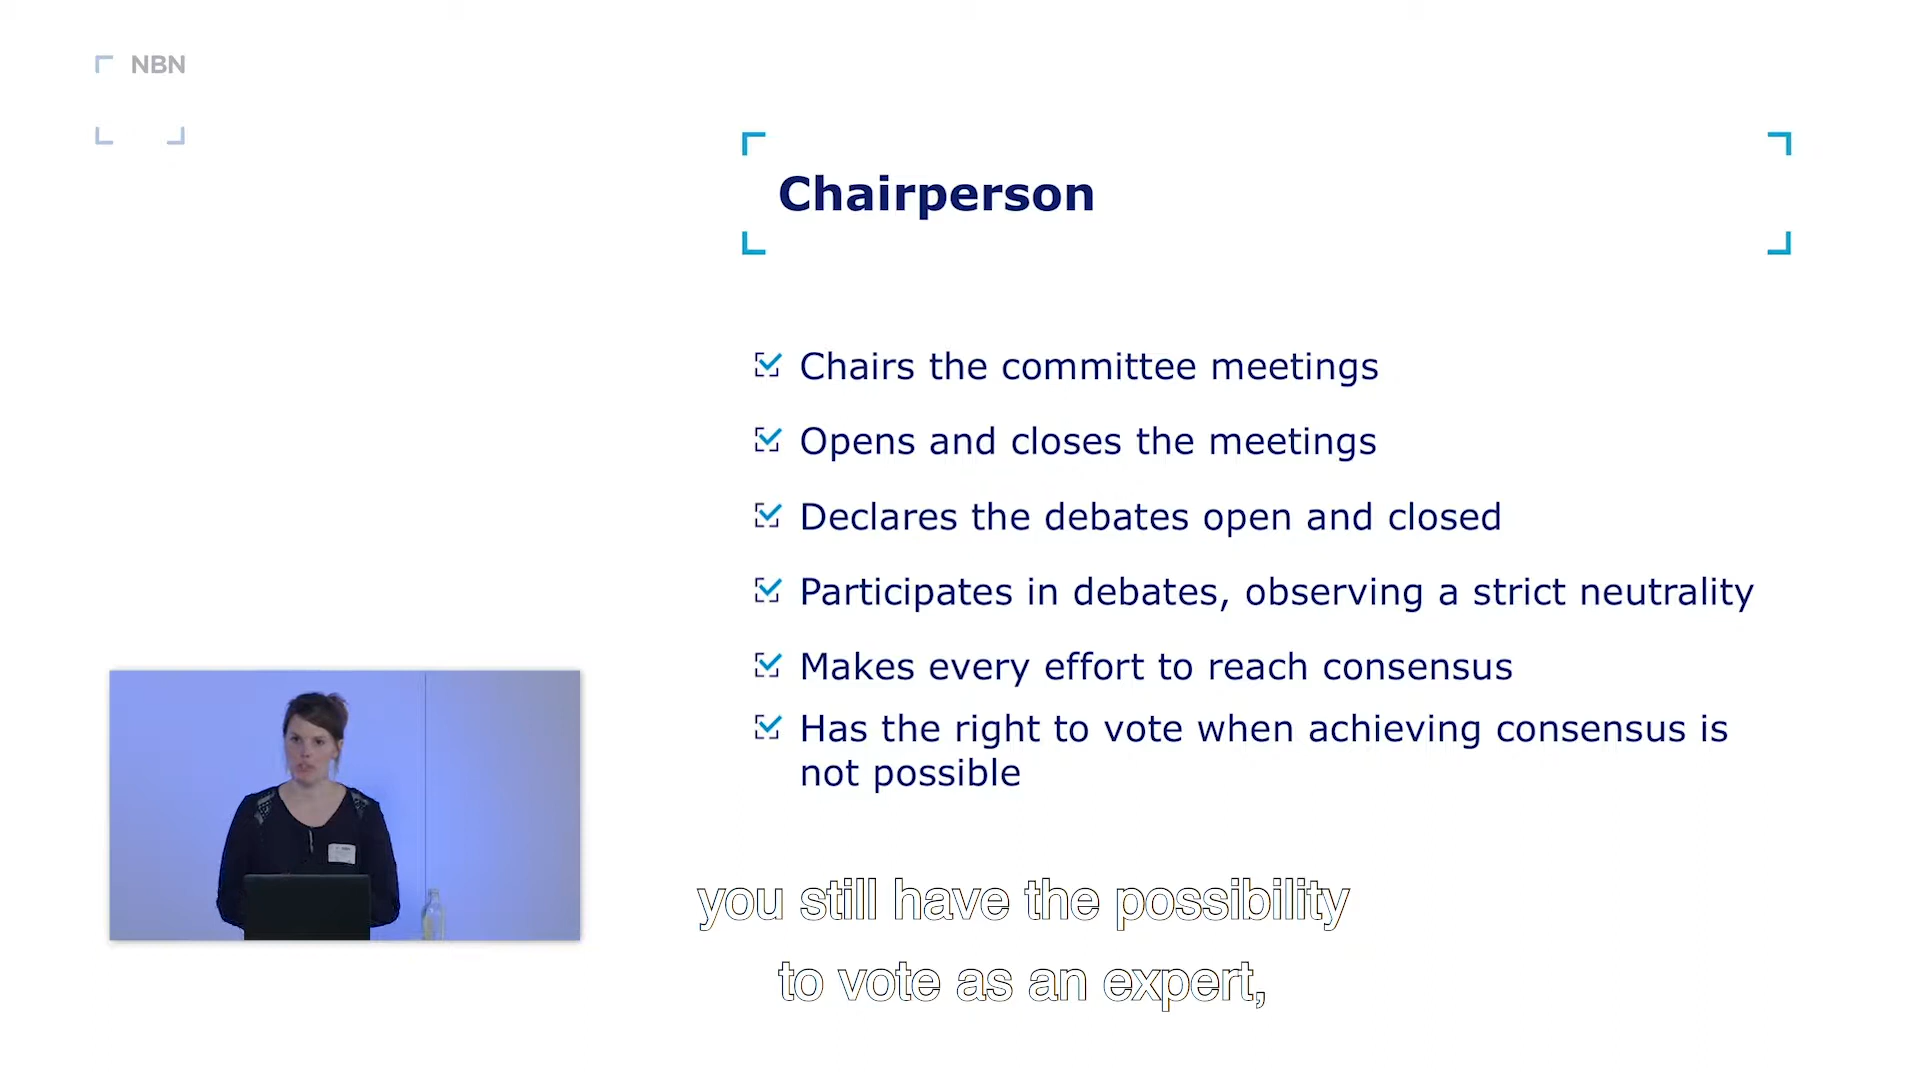 NBN
Chairperson
Chairs the committee meetings
Opens and closes the meetings
Declares the debates open and closed
Participates in debates, observing a strict neutrality
Makes every effort to reach consensus
Has the right to vote when achieving consensus is
not possible
you still have the possibility
to vote as an expert,